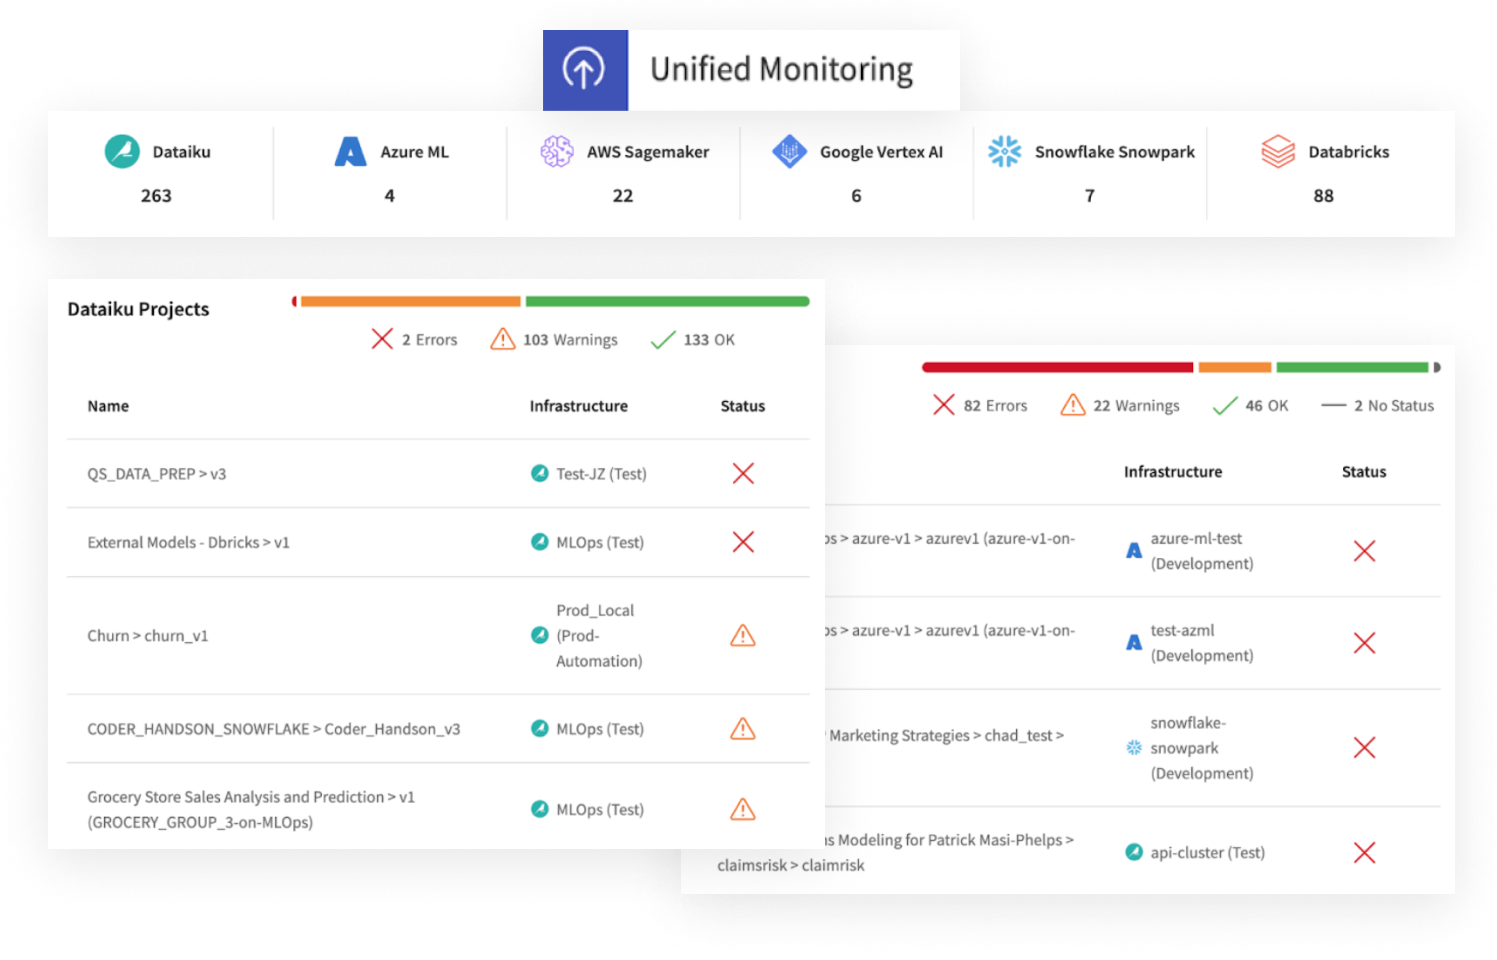 Unified Monitoring
Dataiku
263
Azure ML
4
AWS Sagemaker
22
Google Vertex AI
6
Snowflake Snowpark
7
Databricks
88
Dataiku Projects
2 Errors
103 Warnings
133 OK
Name
Infrastructure
Status
QS_DATA_PREP > v3
Test-JZ (Test)
External Models - Dbricks > v1
MLOps (Test)
Churn > churn_v1
Prod_Local
(Prod-
Automation)
CODER_HANDSON_SNOWFLAKE > Coder_Handson_v3
MLOps (Test)
Grocery Store Sales Analysis and Prediction > v1
(GROCERY_GROUP_3-on-MLOps)
MLOps (Test)
82 Errors
22 Warnings
46 OK
2 No Status
Infrastructure
Status
> azure-v1 > azurev1 (azure-v1-on-
azure-ml-test
(Development)
> azure-v1 > azurev1 (azure-v1-on-
test-azml
(Development)
Marketing Strategies > chad_test >
snowflake-
snowpark
(Development)
Modeling for Patrick Masi-Phelps >
claimsrisk > claimrisk
api-cluster (Test)